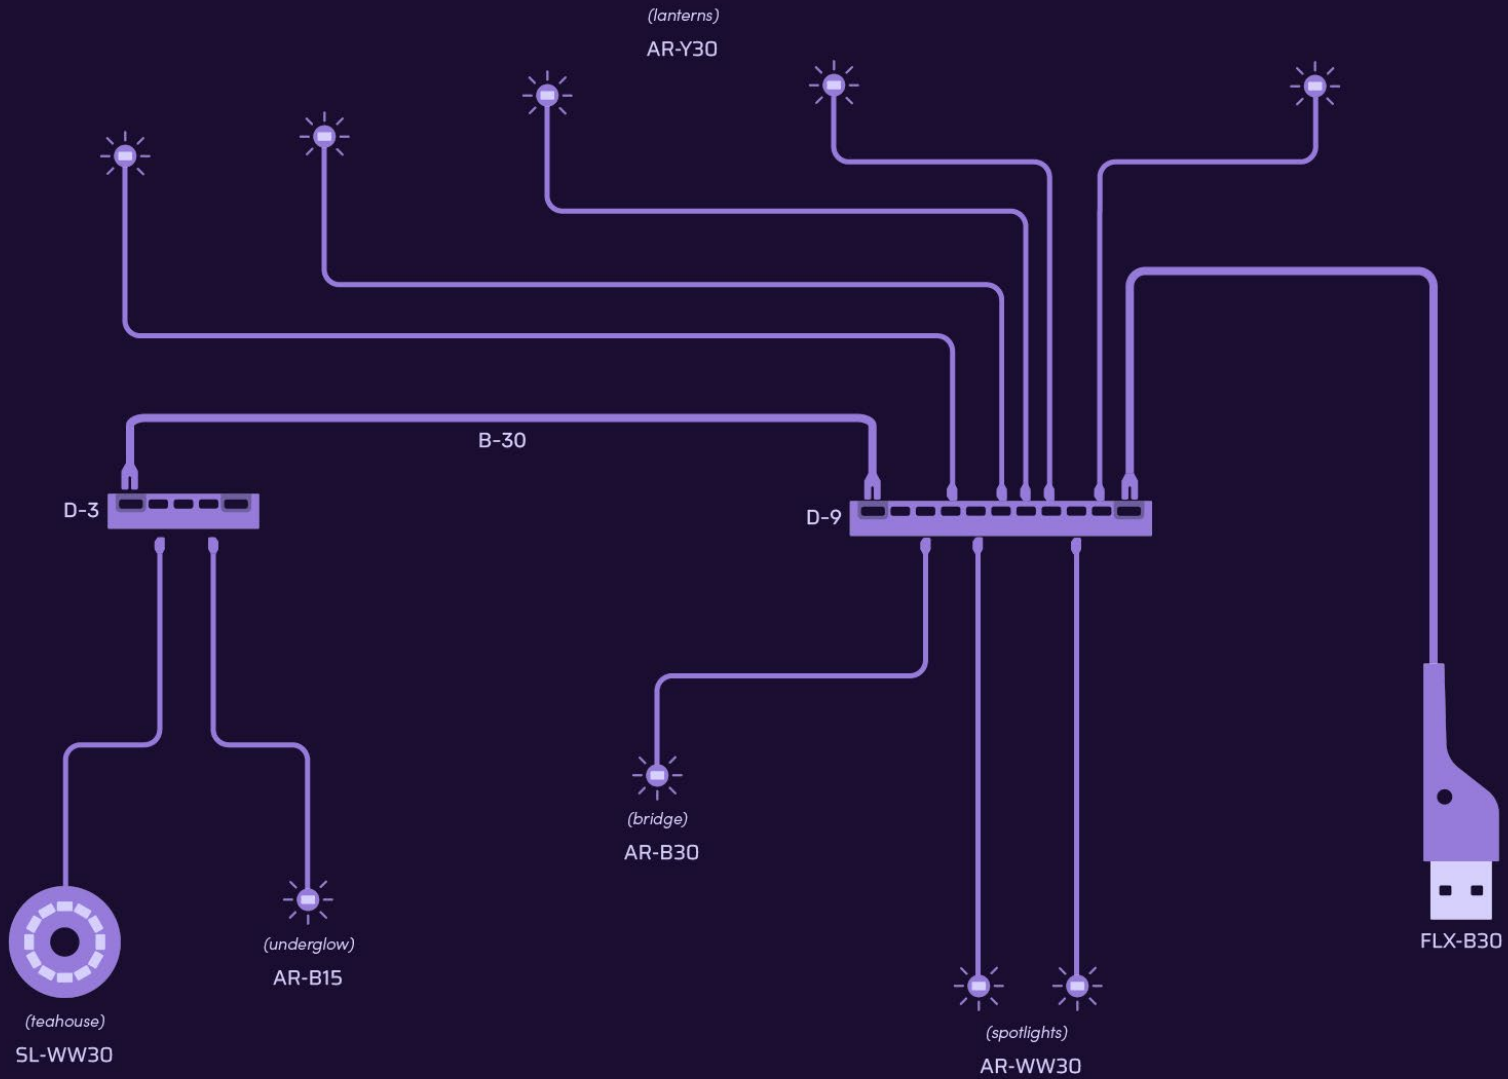 (lanterns)
AR-Y30
B-30
D-3
D-9
(bridge)
AR-B30
(underglow)
AR-B15
FLX-B30
(teahouse)
SL-WW30
(spotlights)
AR-WW30